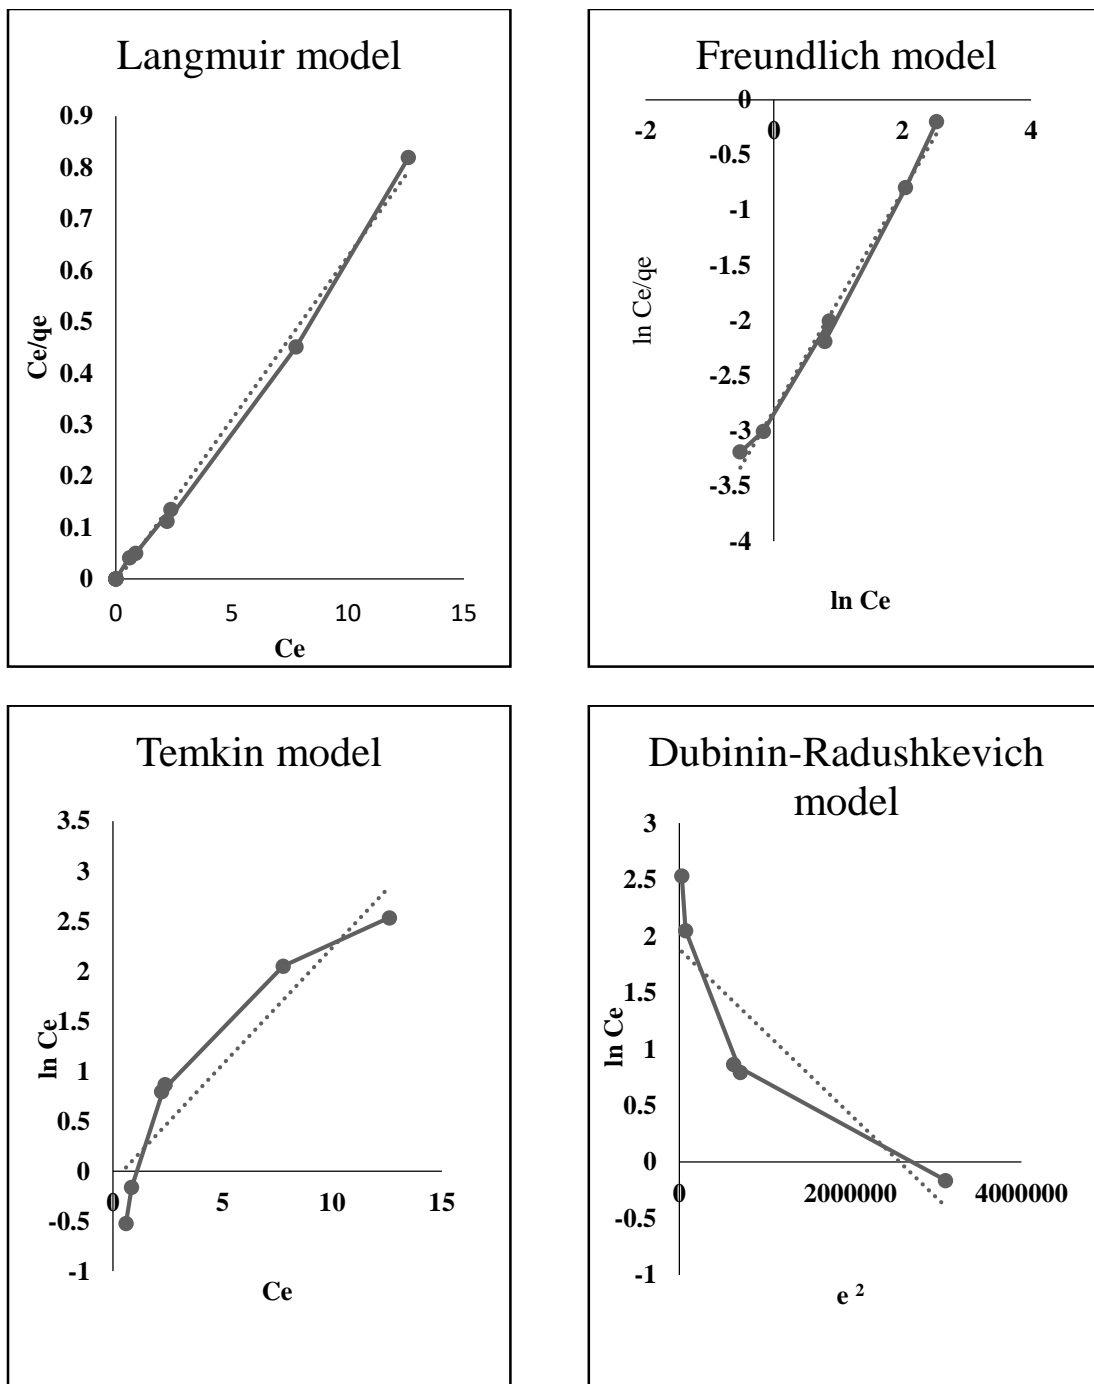 Langmuir model
0.9
0.8
0.7
0.6
0.5
0.4
0.3
0.2
0.1
0
Ce/qe
0 5 10 15
Ce
Freundlich model
0
-2 0 2 4
-0.5
-1
-1.5
-2
-2.5
-3
-3.5
-4
ln Ce/qe
ln Ce
Temkin model
3.5
3
2.5
2
1.5
1
0.5
0
-0.5
-1
ln Ce
0 5 10 15
Ce
Dubinin-Radushkevich
model
3
2.5
2
1.5
1
0.5
0
-0.5
-1
ln Ce
0 2000000 4000000
e ²